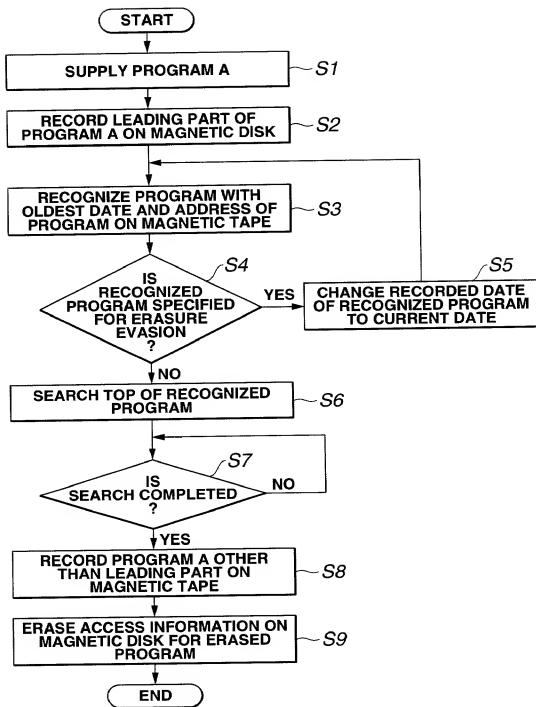 START
SUPPLY PROGRAM A
S1
RECORD LEADING PART OF
PROGRAM A ON MAGNETIC DISK
S2
RECOGNIZE PROGRAM WITH
OLDEST DATE AND ADDRESS OF
PROGRAM ON MAGNETIC TAPE
S3
IS
RECOGNIZED
PROGRAM SPECIFIED
FOR ERASURE
EVASION
?
S4
YES
CHANGE RECORDED DATE
OF RECOGNIZED PROGRAM
TO CURRENT DATE
S5
NO
SEARCH TOP OF RECOGNIZED
PROGRAM
S6
IS
SEARCH COMPLETED
?
S7
NO
YES
RECORD PROGRAM A OTHER
THAN LEADING PART ON
MAGNETIC TAPE
S8
ERASE ACCESS INFORMATION ON
MAGNETIC DISK FOR ERASED
PROGRAM
S9
END